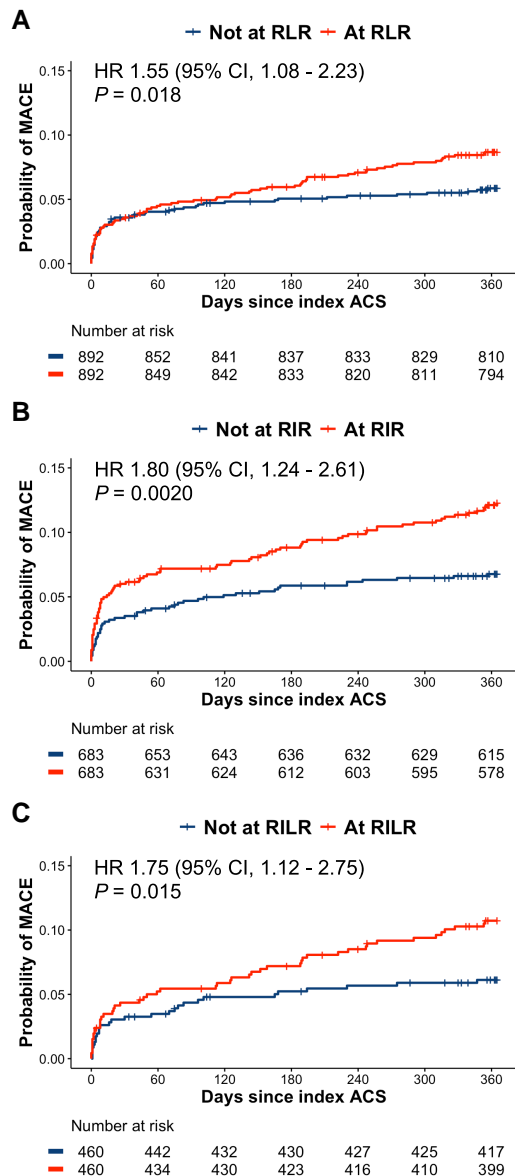 A
Not at RLR At RLR
HR 1.55 (95% CI, 1.08 - 2.23)
P = 0.018
Probability of MACE
0.15
0.10
0.05
0.00
0 60 120 180 240 300 360
Days since index ACS
Number at risk
892 852 841 837 833 829 810
892 849 842 833 820 811 794
B
Not at RIR At RIR
HR 1.80 (95% CI, 1.24 - 2.61)
P = 0.0020
Probability of MACE
0.15
0.10
0.05
0.00
0 60 120 180 240 300 360
Days since index ACS
Number at risk
683 653 643 636 632 629 615
683 631 624 612 603 595 578
C
Not at RILR At RILR
HR 1.75 (95% CI, 1.12 - 2.75)
P = 0.015
Probability of MACE
0.15
0.10
0.05
0.00
0 60 120 180 240 300 360
Days since index ACS
Number at risk
460 442 432 430 427 425 417
460 434 430 423 416 410 399